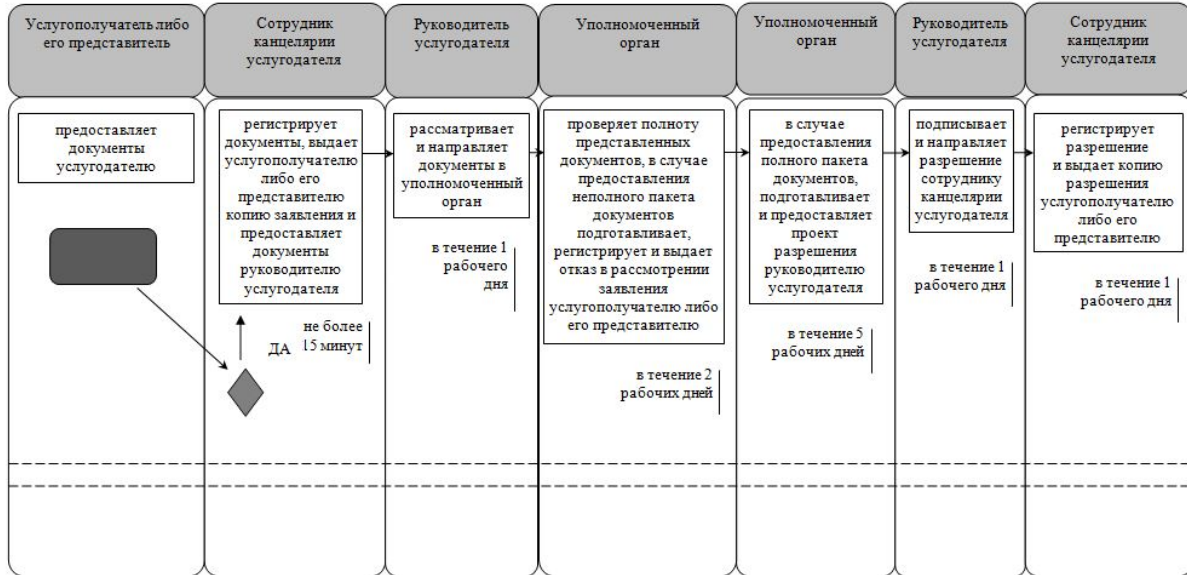 Услугополучатель либо
его представитель
Сотрудник
канцелярии
услугодателя
Руководитель
услугодателя
Уполномоченный
орган
Уполномоченный
орган
Руководитель
услугодателя
Сотрудник
канцелярии
услугодателя
предоставляет
документы
услугодателю
регистрирует
документы, выдает
услугополучателю
либо его
представителю
копию заявления и
предоставляет
документы
руководителю
услугодателя
не более
15 минут
ДА
рассматривает
и направляет
документы в
уполномоченный
орган
в течение 1
рабочего
дня
проверяет полноту
представленных
документов, в случае
предоставления
неполного пакета
документов
подготавливает,
регистрирует и выдает
отказ в рассмотрении
заявления
услугополучателю либо
его представителю
в течение 2
рабочих дней
в случае
предоставления
полного пакета
документов,
подготавливает
и предоставляет
проект
разрешения
руководителю
услугодателя
в течение 5
рабочих дней
подписывает
и направляет
разрешение
сотруднику
канцелярии
услугодателя
в течение 1
рабочего дня
регистрирует
разрешение
и выдает копию
разрешения
услугополучателю
либо его
представителю
в течение 1
рабочего дня